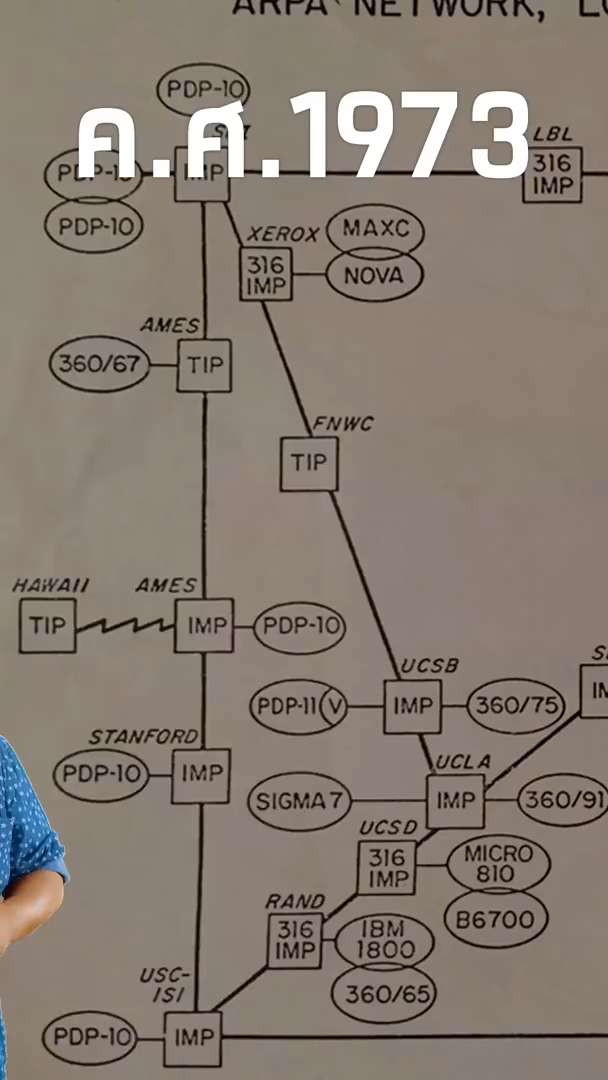 ARPA NETWORK,
ค.ศ.1973
PDP-10
IMP
PDP-10
LBL
316
IMP
XEROX
MAXC
316
IMP
NOVA
AMES
360/67
TIP
FNWC
TIP
HAWAII
AMES
TIP
IMP
PDP-10
UCSB
PDP-11
V
IMP
360/75
STANFORD
PDP-10
IMP
UCLA
SIGMA 7
IMP
360/91
UCSD
316
IMP
MICRO
810
B6700
RAND
316
IMP
IBM
1800
360/65
USC-
ISI
PDP-10
IMP